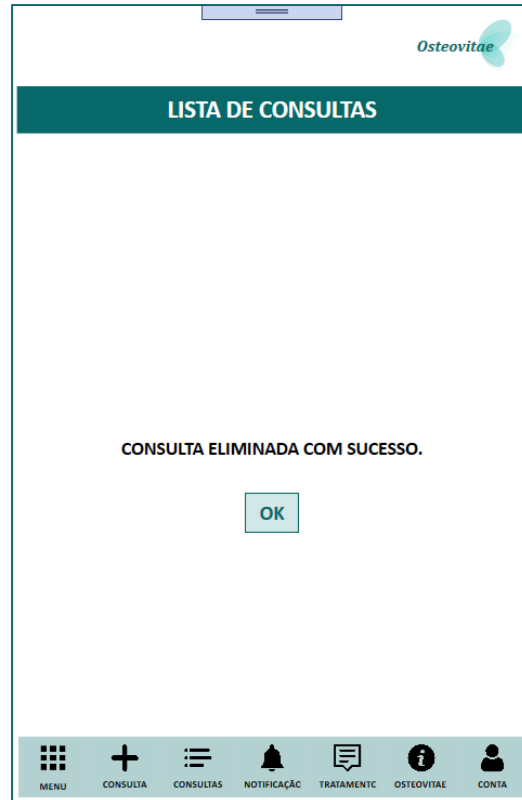 Osteovitae
LISTA DE CONSULTAS
CONSULTA ELIMINADA COM SUCESSO.
OK
MENU CONSULTA CONSULTAS NOTIFICAÇÃO TRATAMENTC OSTEOVITAE CONTA